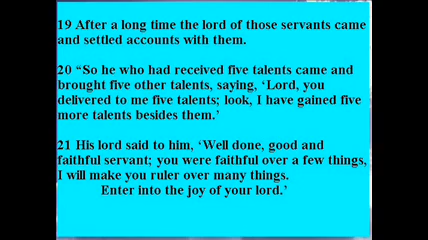 19 After a long time the lord of those servants came
and settled accounts with them.
20 “So he who had received five talents came and
brought five other talents, saying, ‘Lord, you
delivered to me five talents; look, I have gained five
more talents besides them.’
21 His lord said to him, ‘Well done, good and
faithful servant; you were faithful over a few things,
I will make you ruler over many things.
Enter into the joy of your lord.’